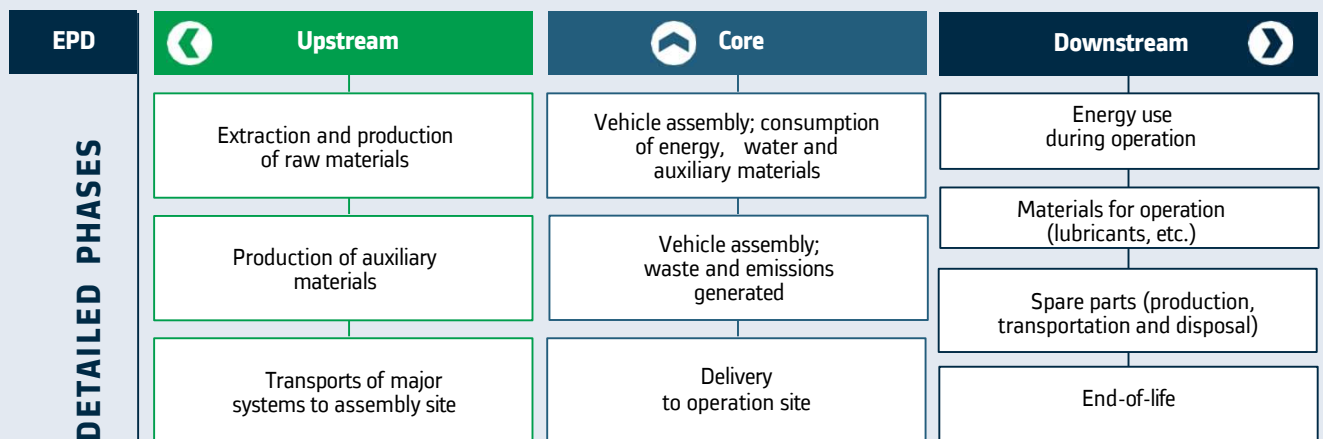 EPD
Upstream
Core
Downstream
DETAILED PHASES
Extraction and production
of raw materials
Production of auxiliary
materials
Transports of major
systems to assembly site
Vehicle assembly; consumption
of energy, water and
auxiliary materials
Vehicle assembly;
waste and emissions
generated
Delivery
to operation site
Energy use
during operation
Materials for operation
(lubricants, etc.)
Spare parts (production,
transportation and disposal)
End-of-life